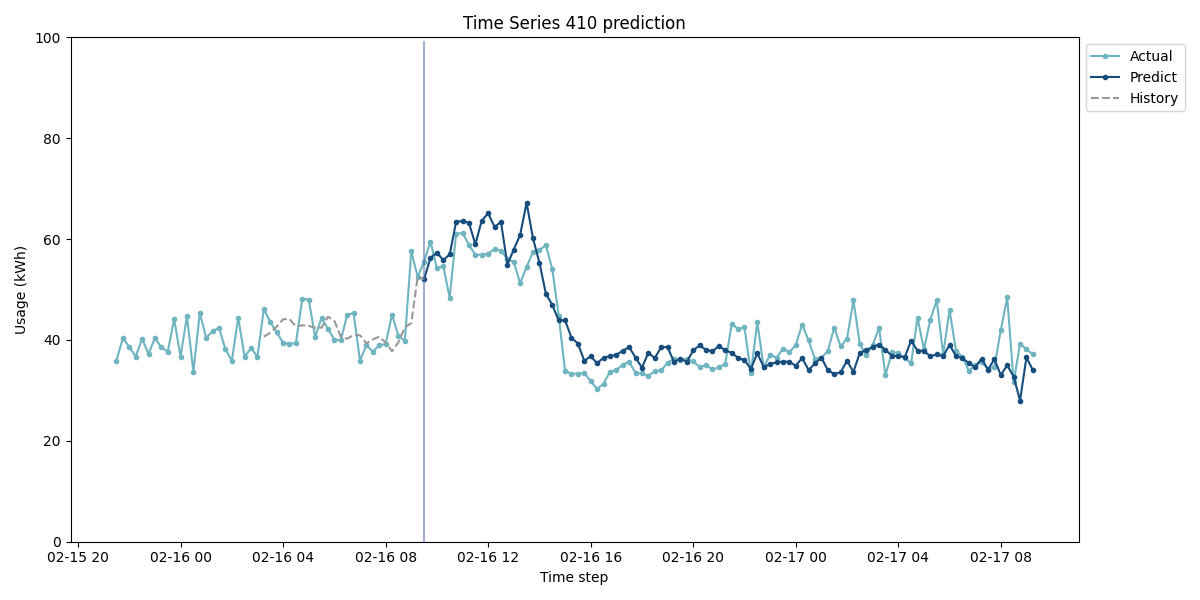 Time Series 410 prediction
100
80
60
40
20
0
Usage (kWh)
02-15 20
02-16 00
02-16 04
02-16 08
02-16 12
02-16 16
02-16 20
02-17 00
02-17 04
02-17 08
Time step
Actual
Predict
History